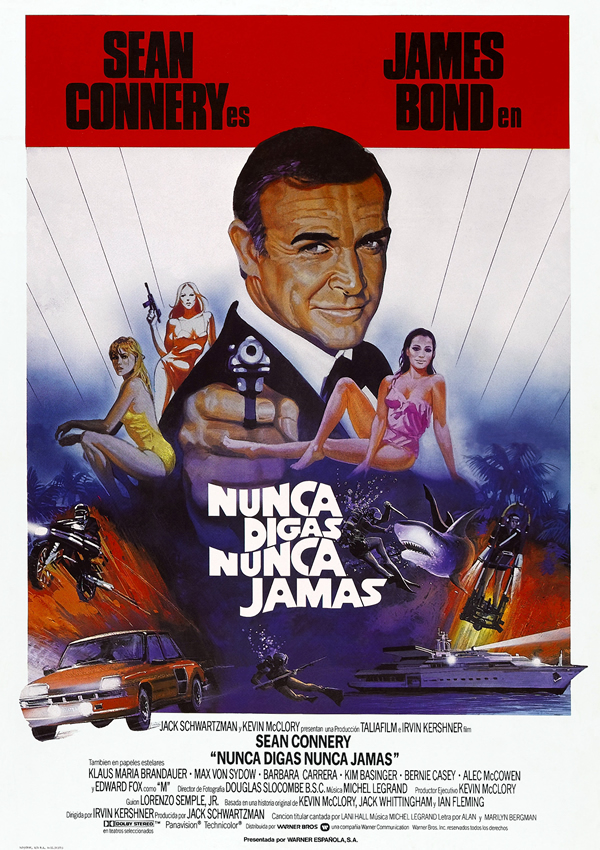 SEAN JAMES
CONNERY es BOND en
NUNCA
DIGAS
NUNCA
JAMAS
JACK SCHWARTZMAN y KEVIN McCLORY presentan una Producción TALIAFILM e IRVIN KERSHNER film
SEAN CONNERY
"NUNCA DIGAS NUNCA JAMAS"
Tambien en papeles estelares
KLAUS MARIA BRANDAUER • MAX VON SYDOW • BARBARA CARRERA • KIM BASINGER • BERNIE CASEY • ALEC McCOWEN
y EDWARD FOX como "M" Director de Fotografía DOUGLAS SLOCOMBE B.S.C. Música MICHEL LEGRAND Productor Ejecutivo KEVIN McCLORY
Guion LORENZO SEMPLE, JR. Basada en una historia original de KEVIN McCLORY, JACK WHITTINGHAM y IAN FLEMING
Dirigida por IRVIN KERSHNER Producida por JACK SCHWARTZMAN Cancion titular cantada por LANI HALL Música MICHEL LEGRAND Letra por ALAN y MARILYN BERGMAN
DOLBY STEREO Panavision® Technicolor® Distribuida por WARNER BROS una compañia Warner Communication Warner Bros. Inc. reservados todos los derechos
en teatros seleccionados
Presentada por WARNER ESPAÑOLA, S.A.